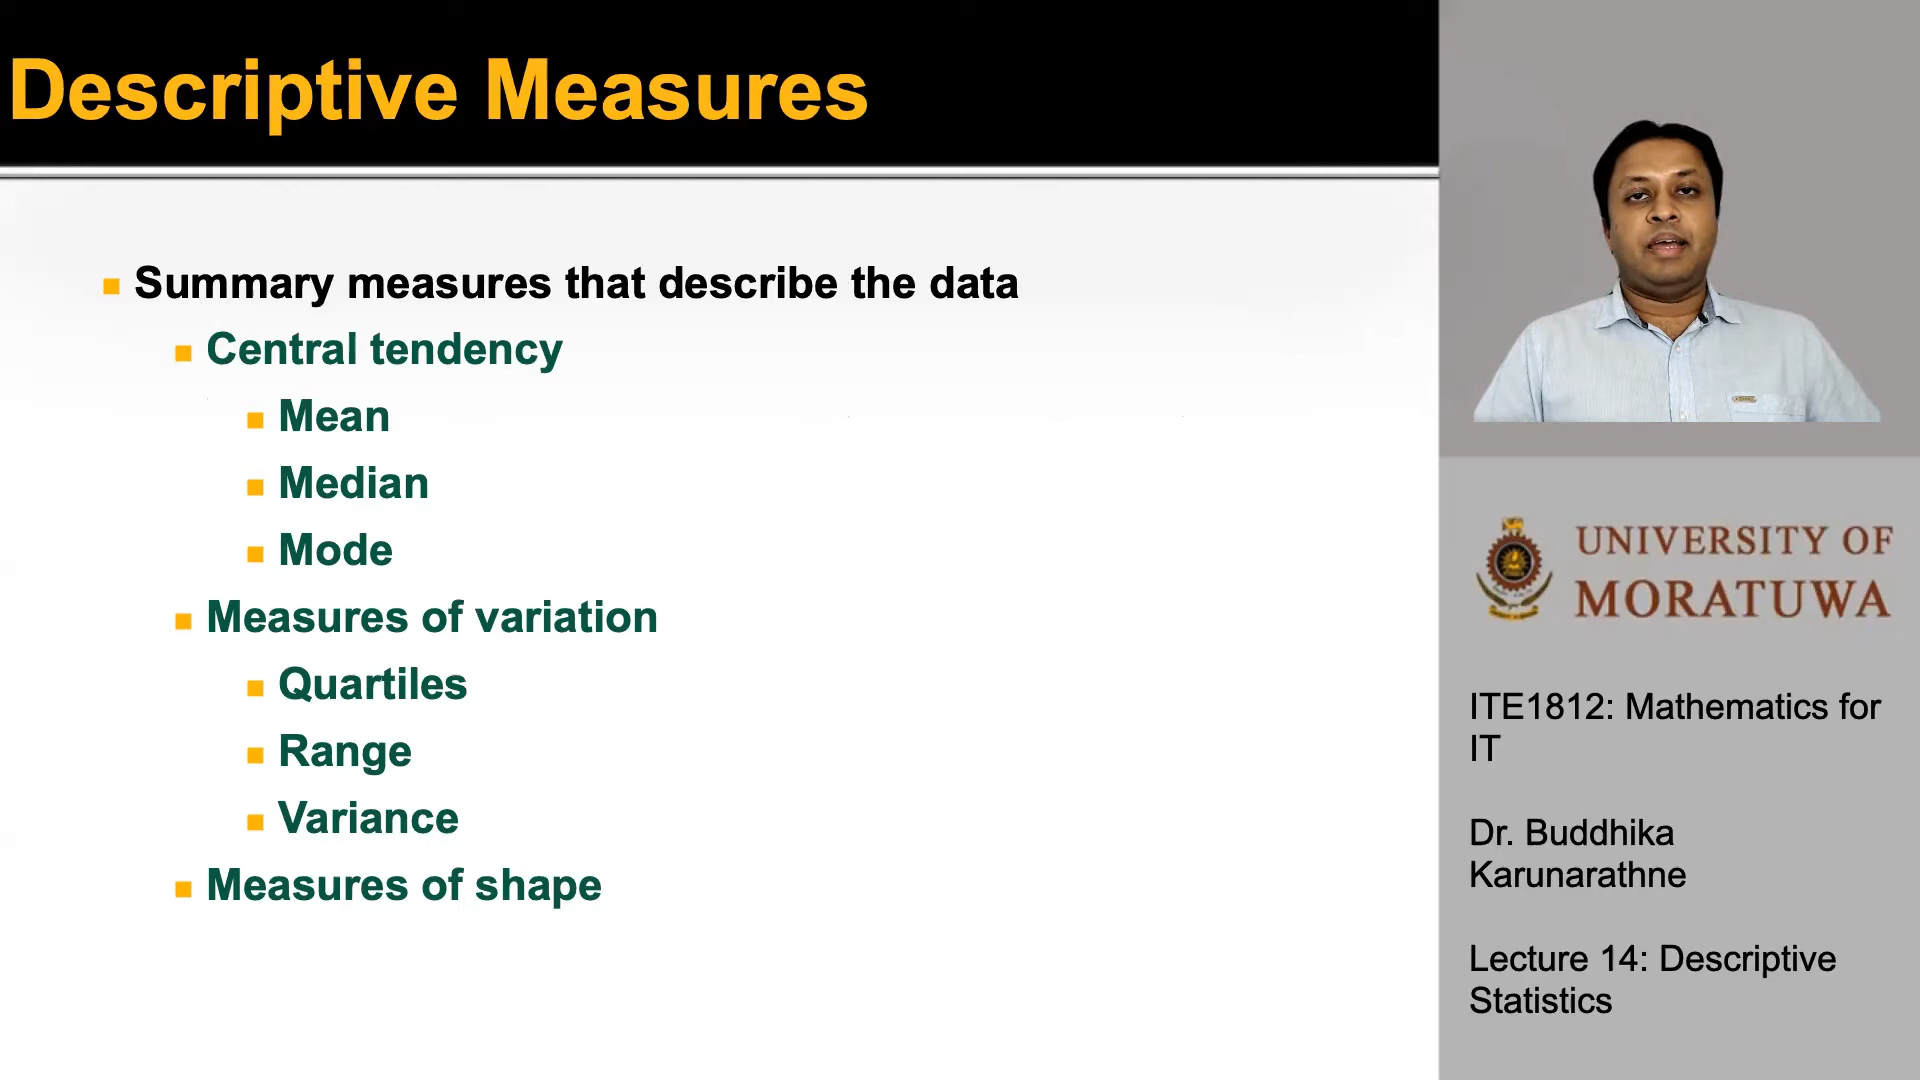 Descriptive Measures
Summary measures that describe the data
Central tendency
Mean
Median
Mode
Measures of variation
Quartiles
Range
Variance
Measures of shape
UNIVERSITY OF
MORATUWA
ITE1812: Mathematics for
IT
Dr. Buddhika
Karunarathne
Lecture 14: Descriptive
Statistics